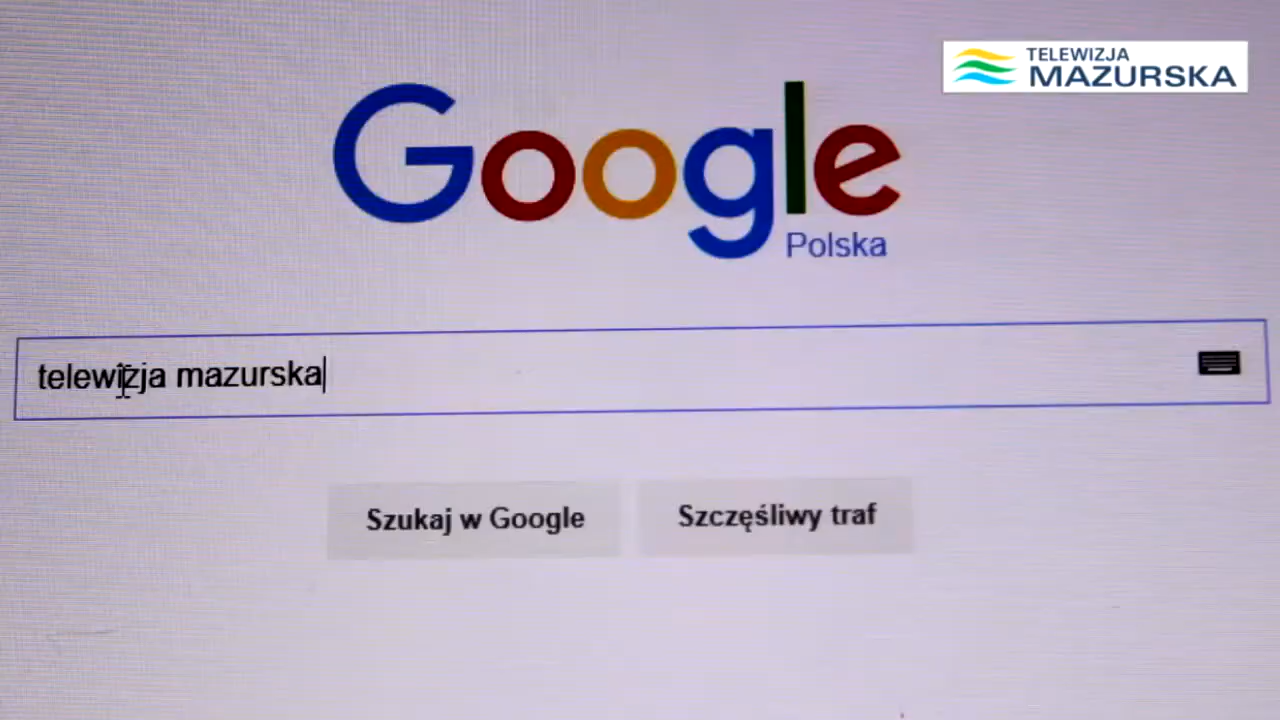 TELEWIZJA
MAZURSKA
Google
Polska
telewizja mazurska
Szukaj w Google
Szczęśliwy traf